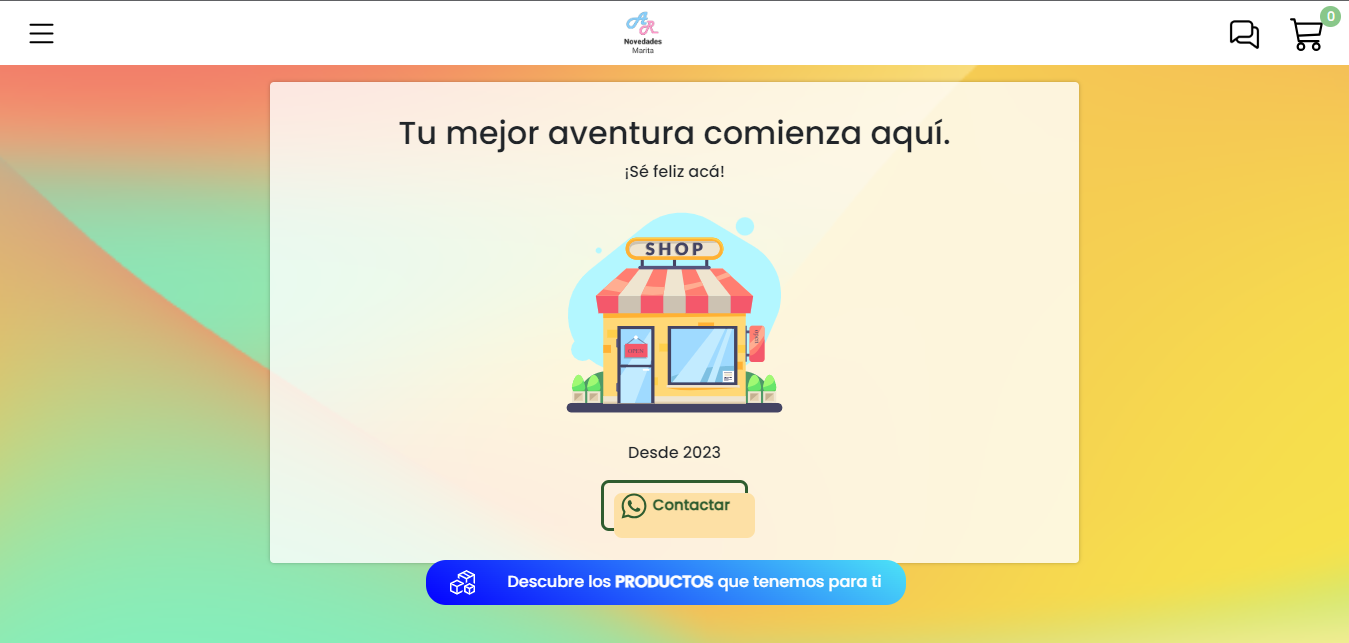 AR
Novedades
Marita
0
Tu mejor aventura comienza aquí.
¡Sé feliz acá!
SHOP
OPEN
Desde 2023
Contactar
Descubre los PRODUCTOS que tenemos para ti